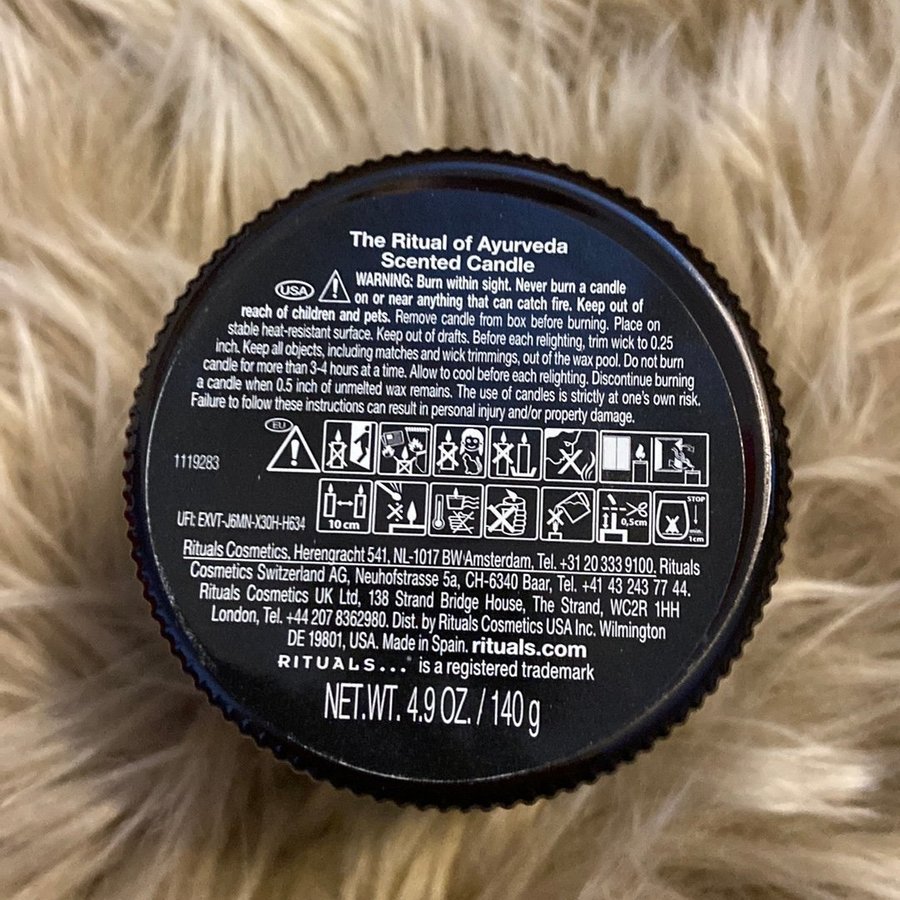 The Ritual of Ayurveda
Scented Candle
USA WARNING: Burn within sight. Never burn a candle
on or near anything that can catch fire. Keep out of
reach of children and pets. Remove candle from box before burning. Place on
stable heat-resistant surface. Keep out of drafts. Before each relighting, trim wick to 0.25
inch. Keep all objects, including matches and wick trimmings, out of the wax pool. Do not burn
candle for more than 3-4 hours at a time. Allow to cool before each relighting. Discontinue burning
a candle when 0.5 inch of unmelted wax remains. The use of candles is strictly at one's own risk.
Failure to follow these instructions can result in personal injury and/or property damage.
EU
1119283
STOP
10 cm
0,5cm
1cm
UFI: EXVT-J6MN-X30H-H634
Rituals Cosmetics. Herengracht 541. NL-1017 BW Amsterdam, Tel. +31 20 333 9100. Rituals
Cosmetics Switzerland AG, Neuhofstrasse 5a, CH-6340 Baar, Tel. +41 43 243 77 44.
Rituals Cosmetics UK Ltd, 138 Strand Bridge House, The Strand, WC2R 1HH
London, Tel. +44 207 8362980. Dist. by Rituals Cosmetics USA Inc. Wilmington
DE 19801, USA. Made in Spain. rituals.com
RITUALS...® is a registered trademark
NET.WT. 4.9 OZ. / 140 g